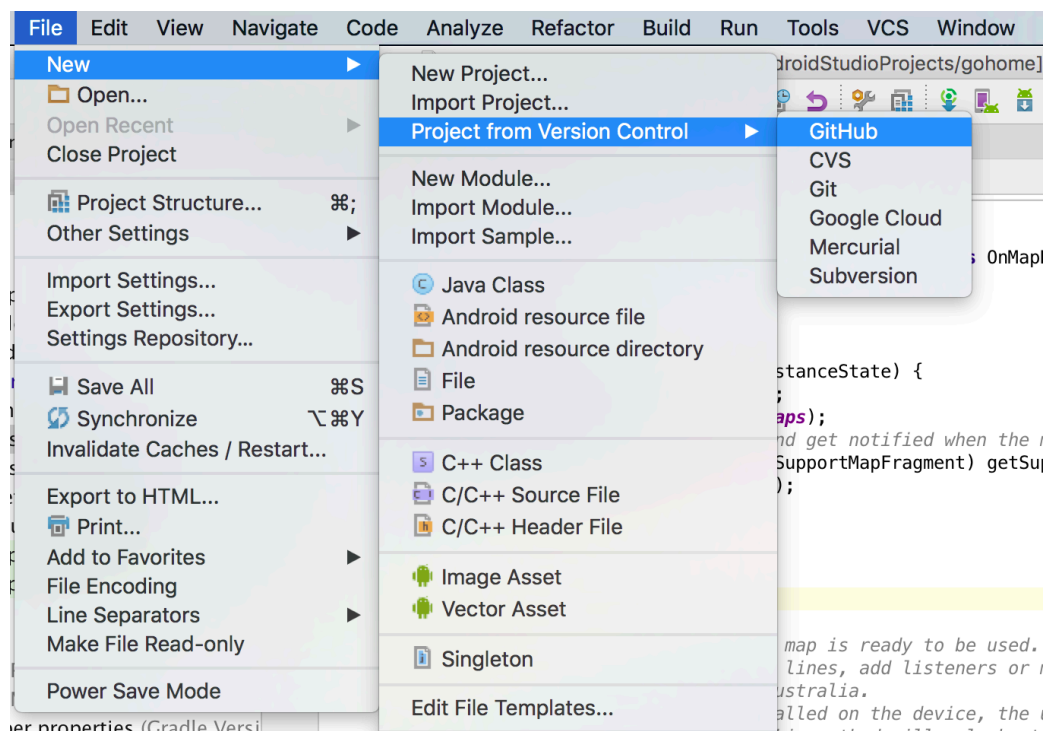 File Edit View Navigate Code Analyze Refactor Build Run Tools VCS Window
New
Open...
Open Recent
Close Project
Project Structure... ⌘;
Other Settings
Import Settings...
Export Settings...
Settings Repository...
Save All ⌘S
Synchronize ⌥⌘Y
Invalidate Caches / Restart...
Export to HTML...
Print...
Add to Favorites
File Encoding
Line Separators
Make File Read-only
Power Save Mode
properties (Gradle
New Project...
Import Project...
Project from Version Control
New Module...
Import Module...
Import Sample...
Java Class
Android resource file
Android resource directory
File
Package
C++ Class
C/C++ Source File
C/C++ Header File
Image Asset
Vector Asset
Singleton
Edit File Templates...
GitHub
CVS
Git
Google Cloud
Mercurial
Subversion
droidStudioProjects/gohome]
OnMap
stanceState) {
;
aps);
nd get notified when the
SupportMapFragment) getSup
);
map is ready to be used.
lines, add listeners or
ustralia.
alled on the device, the